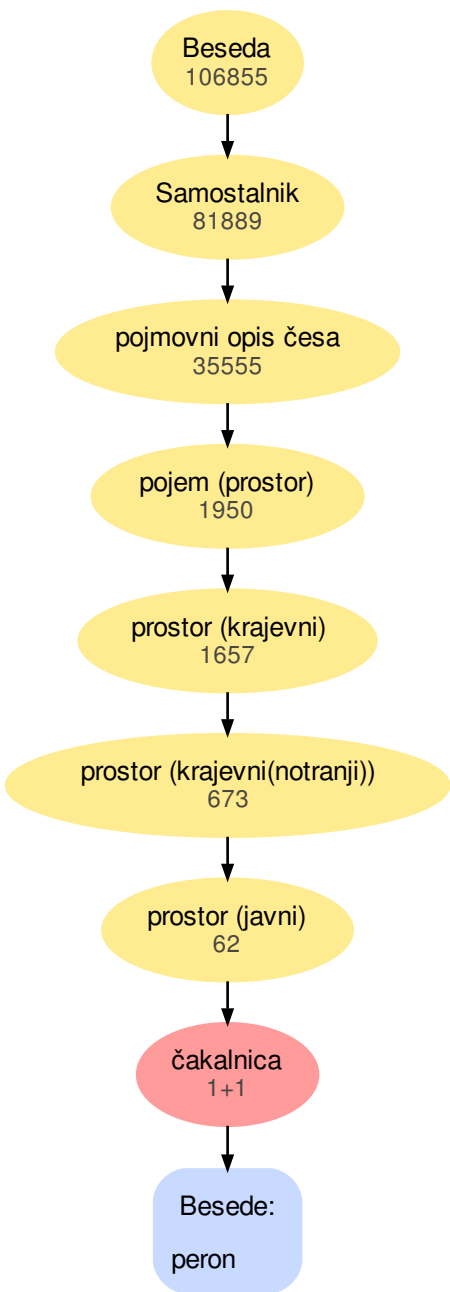 Beseda
106855
Samostalnik
81889
pojmovni opis česa
35555
pojem (prostor)
1950
prostor (krajevni)
1657
prostor (krajevni(notranji))
673
prostor (javni)
62
čakalnica
1+1
Besede:
peron